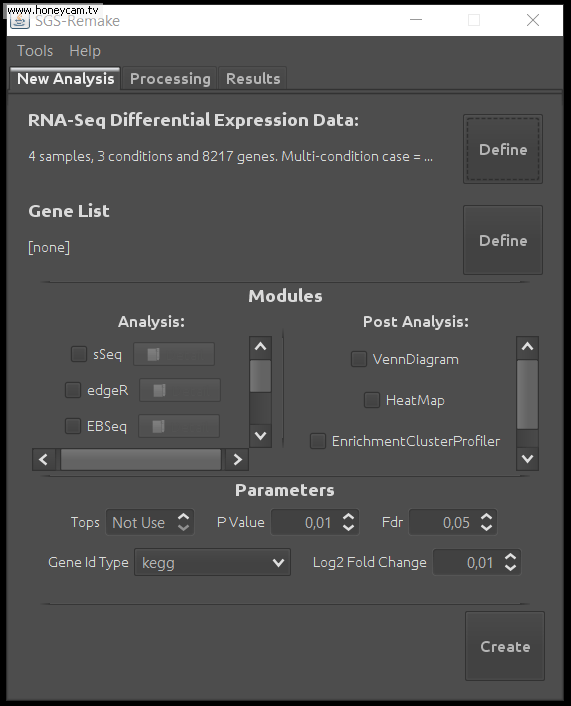 www.honeycam.tv
SGS-Remake
Tools Help
New Analysis Processing Results
RNA-Seq Differential Expression Data:
4 samples, 3 conditions and 8217 genes. Multi-condition case = ...
Define
Gene List
[none]
Define
Modules
Analysis:
sSeq
edgeR
EBSeq
Post Analysis:
VennDiagram
HeatMap
EnrichmentClusterProfiler
Parameters
Tops Not Use P Value 0,01 Fdr 0,05
Gene Id Type kegg Log2 Fold Change 0,01
Create